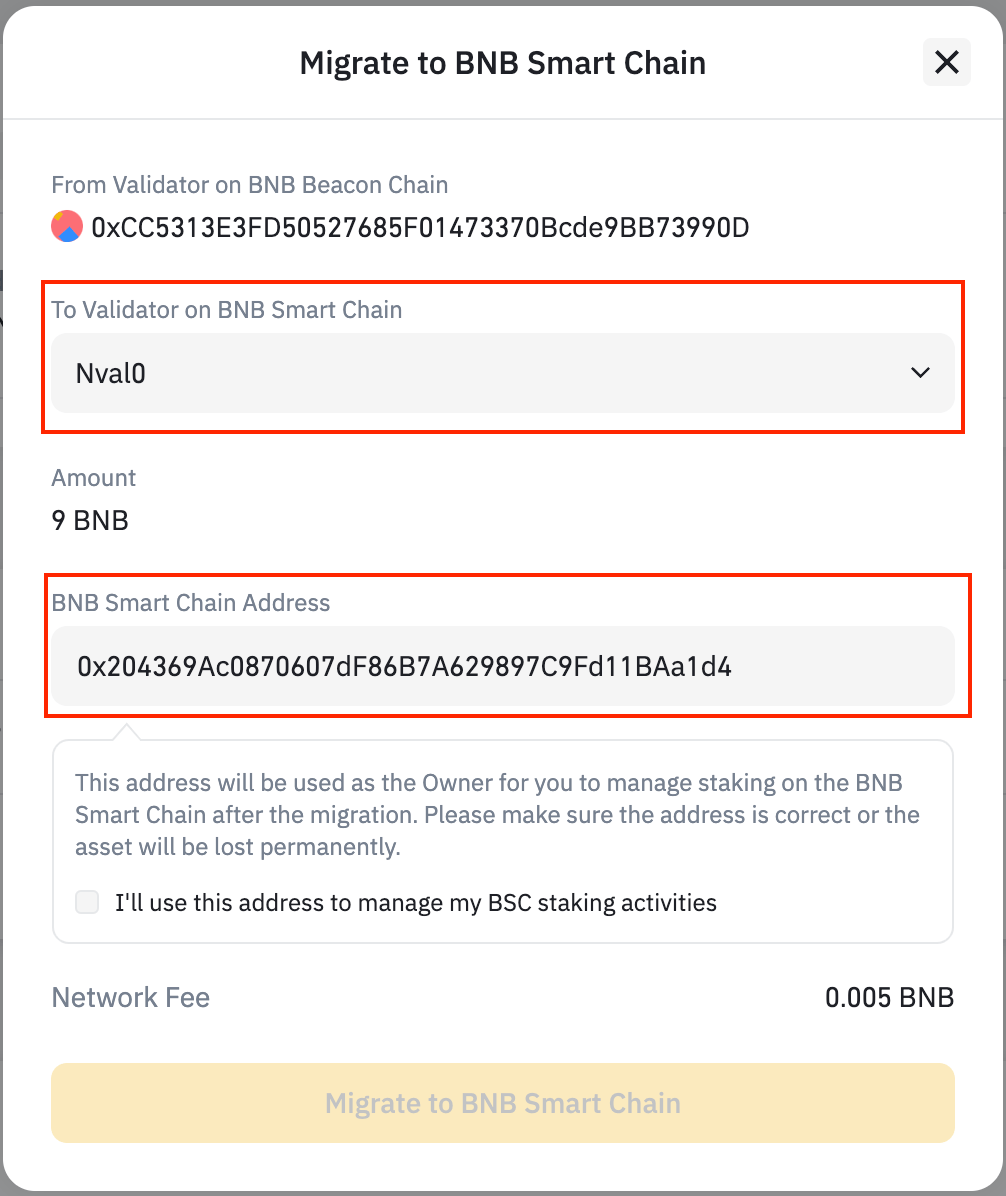 Migrate to BNB Smart Chain
From Validator on BNB Beacon Chain
0xCC5313E3FD50527685F01473370Bcde9BB73990D
To Validator on BNB Smart Chain
Nval0
Amount
9 BNB
BNB Smart Chain Address
0x204369Ac0870607dF86B7A629897C9Fd11BAa1d4
This address will be used as the Owner for you to manage staking on the BNB
Smart Chain after the migration. Please make sure the address is correct or the
asset will be lost permanently.
I'll use this address to manage my BSC staking activities
Network Fee 0.005 BNB
Migrate to BNB Smart Chain